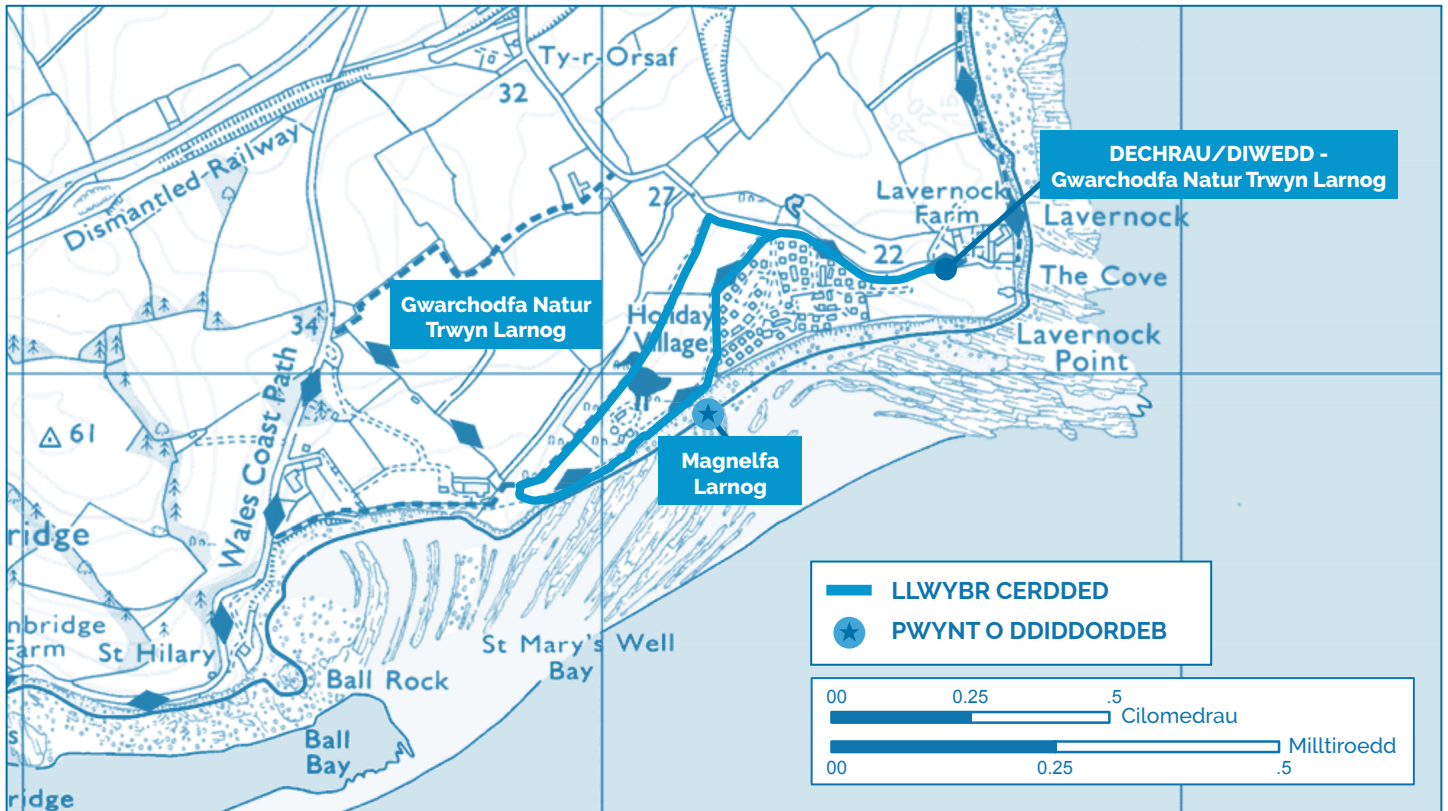 Ty-r-Orsaf
32
Dismantled-Railway
DECHRAU/DIWEDD -
Gwarchodfa Natur Trwyn Larnog
27
Lavernock
Farm
Lavernock
22
The Cove
Gwarchodfa Natur
Trwyn Larnog
Holiday
Village
Lavernock
Point
34
Wales Coast Path
61
Magnelfa
Larnog
ridge
nbridge
Farm
St Hilary
St Mary's Well
Bay
Ball Rock
Ball
Bay
s
ridge
LLWYBR CERDDED
PWYNT O DDIDDORDEB
00 0.25 .5
Cilomedrau
Milltiroedd
00 0.25 .5